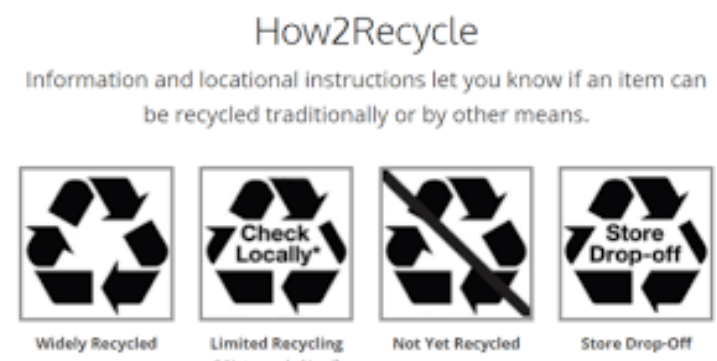 How2Recycle
Information and locational instructions let you know if an item can
be recycled traditionally or by other means.
Check
Locally*
Store
Drop-off
Widely Recycled
Limited Recycling
Not Yet Recycled
Store Drop-Off